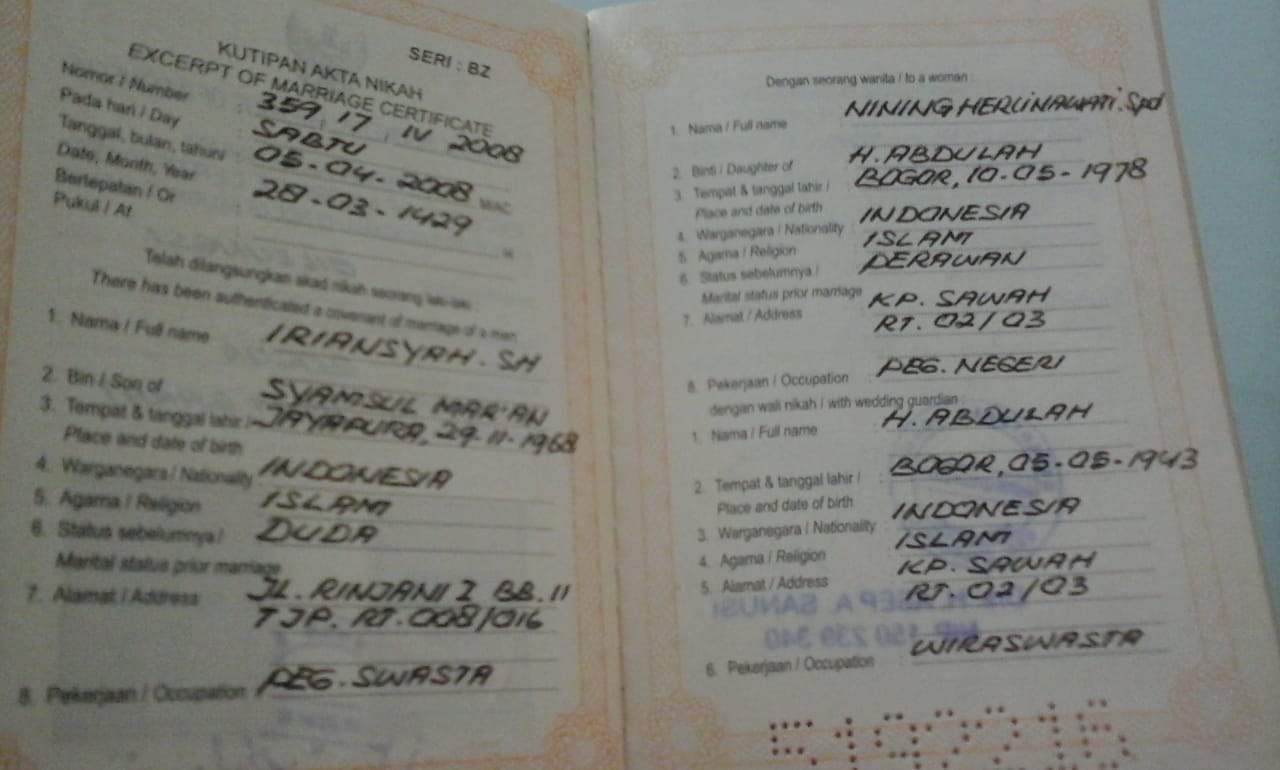 SERI : BZ
KUTIPAN AKTA NIKAH
EXCERPT OF MARRIAGE CERTIFICATE
Nomor / Number : 359 / 17 / IV 2008
Pada hari / Day : SABTU
Tanggal, bulan, tahun/ : 05-04-2008
Date, Month, Year
Bertepatan / Or : 28-03-1429 H
Pukul / At
Telah dilangsungkan akad nikah seorang laki-laki
There has been authenticated a covenant of marriage of a man
1. Nama / Full name IRIANSYAH. SH
2. Bin / Son of SYAMSUL MAR'AN
3. Tempat & tanggal lahir / JAYAPURA, 29-11-1968
Place and date of birth
4. Warganegara / Nationality INDONESIA
5. Agama / Religion ISLAM
6. Status sebelumnya / DUDA
Marital status prior marriage
7. Alamat / Address JL. RINJANI I BB. 11
TJP. RT. 008/016
8. Pekerjaan / Occupation PEG. SWASTA
Dengan seorang wanita / to a woman :
1. Nama / Full name NINING HERLINAWATI. Spd
2. Binti / Daughter of H. ABDULAH
3. Tempat & tanggal lahir / BOGOR, 10-05-1978
Place and date of birth
4. Warganegara / Nationality INDONESIA
5. Agama / Religion ISLAM
6. Status sebelumnya / PERAWAN
Marital status prior marriage
7. Alamat / Address KP. SAWAH
RT. 02/03
8. Pekerjaan / Occupation PEG. NEGERI
dengan wali nikah / with wedding guardian :
1. Nama / Full name H. ABDULAH
2. Tempat & tanggal lahir / BOGOR, 05-05-1943
Place and date of birth
3. Warganegara / Nationality INDONESIA
4. Agama / Religion ISLAM
5. Alamat / Address KP. SAWAH
RT. 02/03
6. Pekerjaan / Occupation : WIRASWASTA